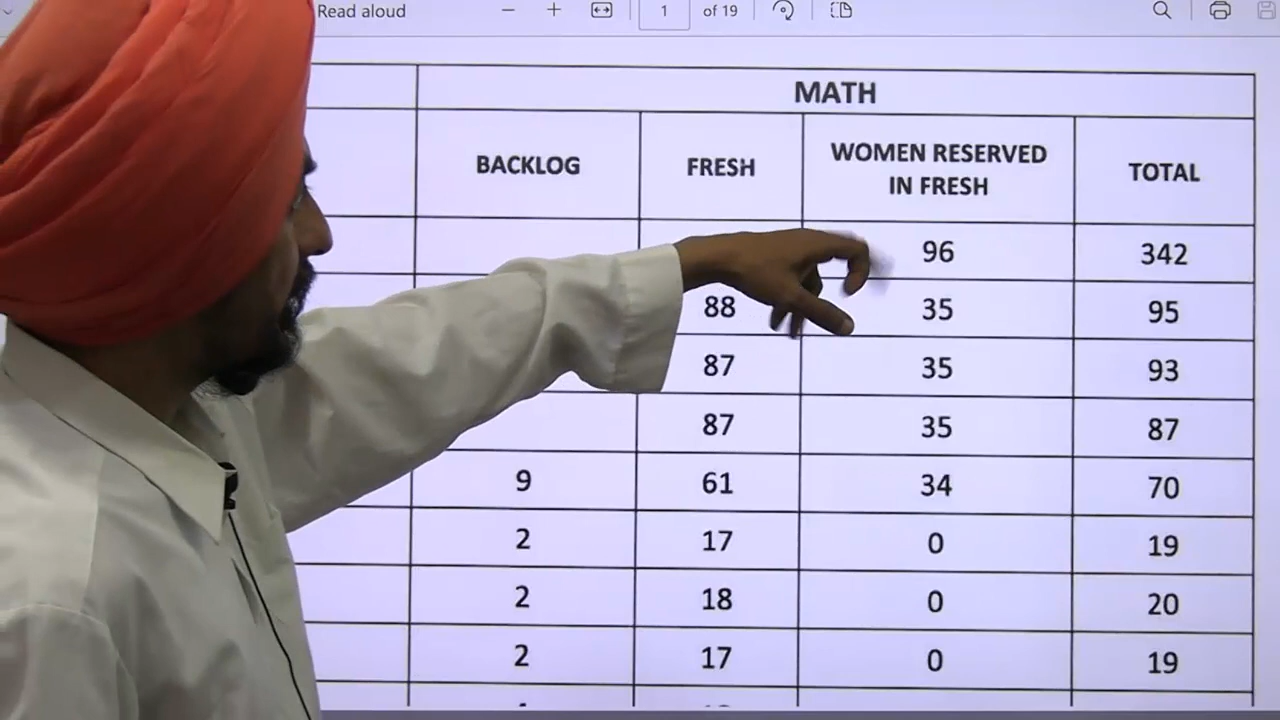 Read aloud 1 of 19
MATH
BACKLOG FRESH WOMEN RESERVED IN FRESH TOTAL
96 342
88 35 95
87 35 93
87 35 87
9 61 34 70
2 17 0 19
2 18 0 20
2 17 0 19